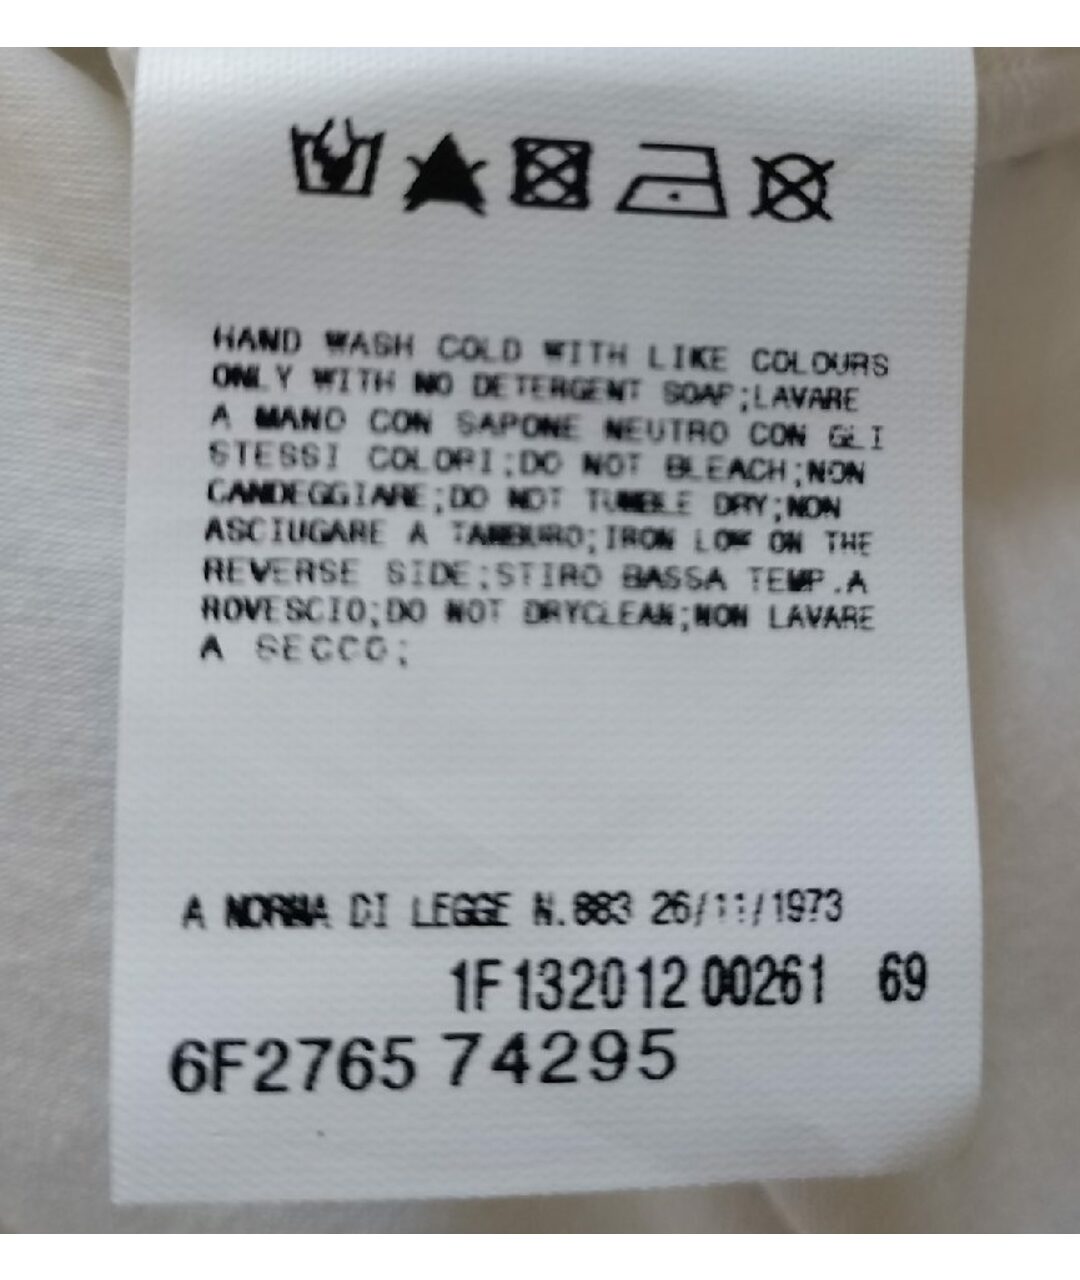 HAND WASH COLD WITH LIKE COLOURS
ONLY WITH NO DETERGENT SOAP;LAVARE
A MANO CON SAPONE NEUTRO CON GLI
STESSI COLORI;DO NOT BLEACH;NON
CANDEGGIARE;DO NOT TUMBLE DRY;NON
ASCIUGARE A TAMBURO;IRON LOW ON THE
REVERSE SIDE;STIRO BASSA TEMP.A
ROVESCIO;DO NOT DRYCLEAN;NON LAVARE
A SECCO;
A NORMA DI LEGGE N.883 26/11/1973
1F132012 00261 69
6F2765 74295